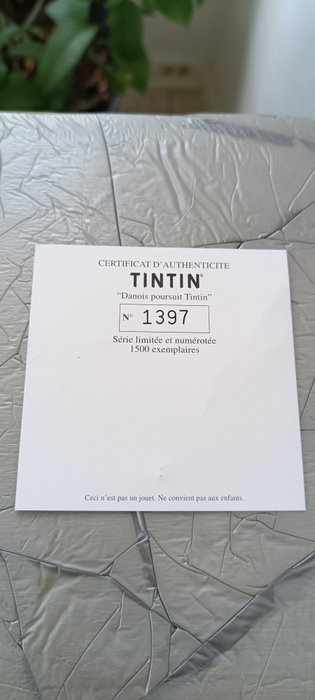 CERTIFICAT D'AUTHENTICITE
TINTIN®
"Danois poursuit Tintin"
N° 1397
Série limitée et numérotée
1500 exemplaires
Ceci n'est pas un jouet. Ne convient pas aux enfants.